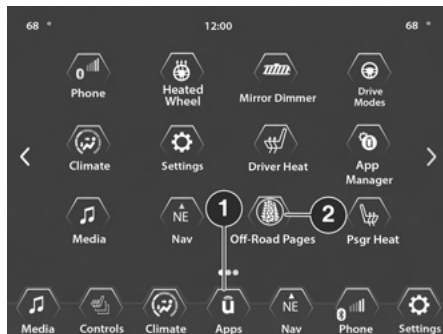 68 ° 12:00 68 °
Phone
Heated
Wheel
Mirror Dimmer
Drive
Modes
Climate
Settings
Driver Heat
App
Manager
Media
NE
Nav
1
Off-Road Pages
2
Psgr Heat
Media
Controls
Climate
û
Apps
NE
Nav
Phone
Settings